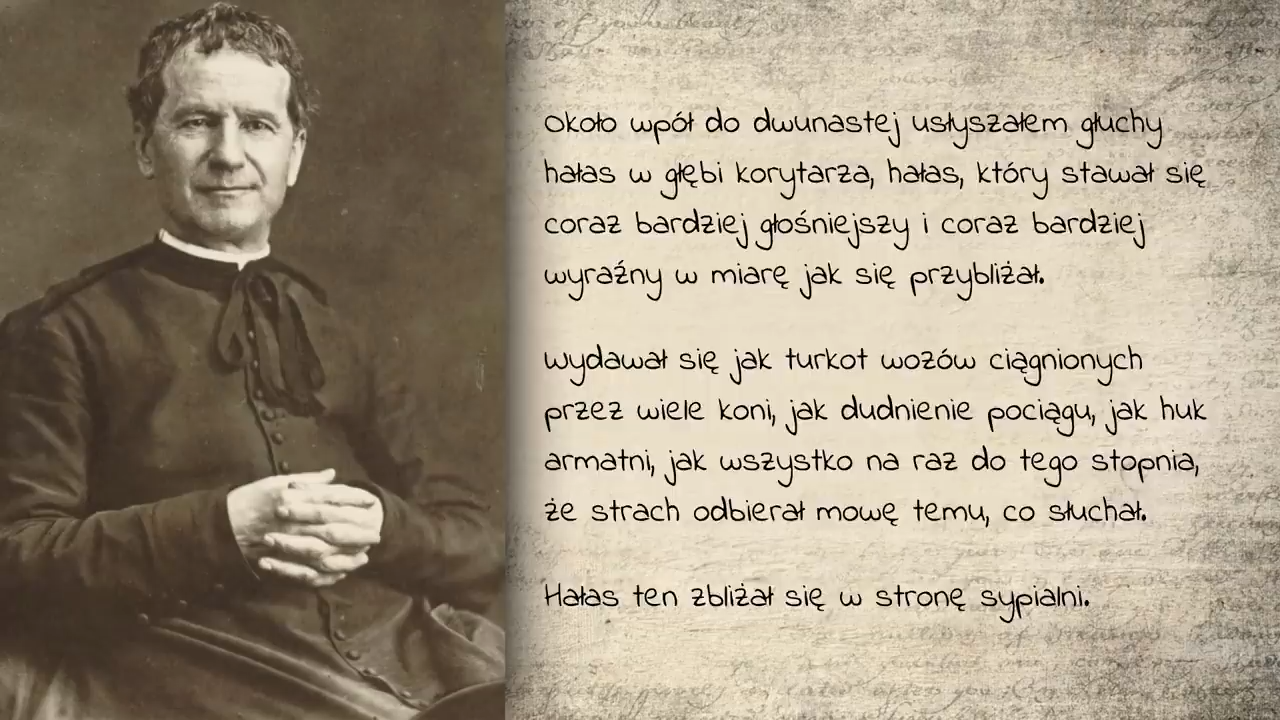 około wpół do dwunastej usłyszałem głuchy
hałas w głębi korytarza, hałas, który stawał się
coraz bardziej głośniejszy i coraz bardziej
wyraźny w miarę jak się przybliżał.
wydawał się jak turkot wozów ciągnionych
przez wiele koni, jak dudnienie pociągu, jak huk
armatni, jak wszystko na raz do tego stopnia,
że strach odbierał mowę temu, co słuchał.
Hałas ten zbliżał się w stronę sypialni.